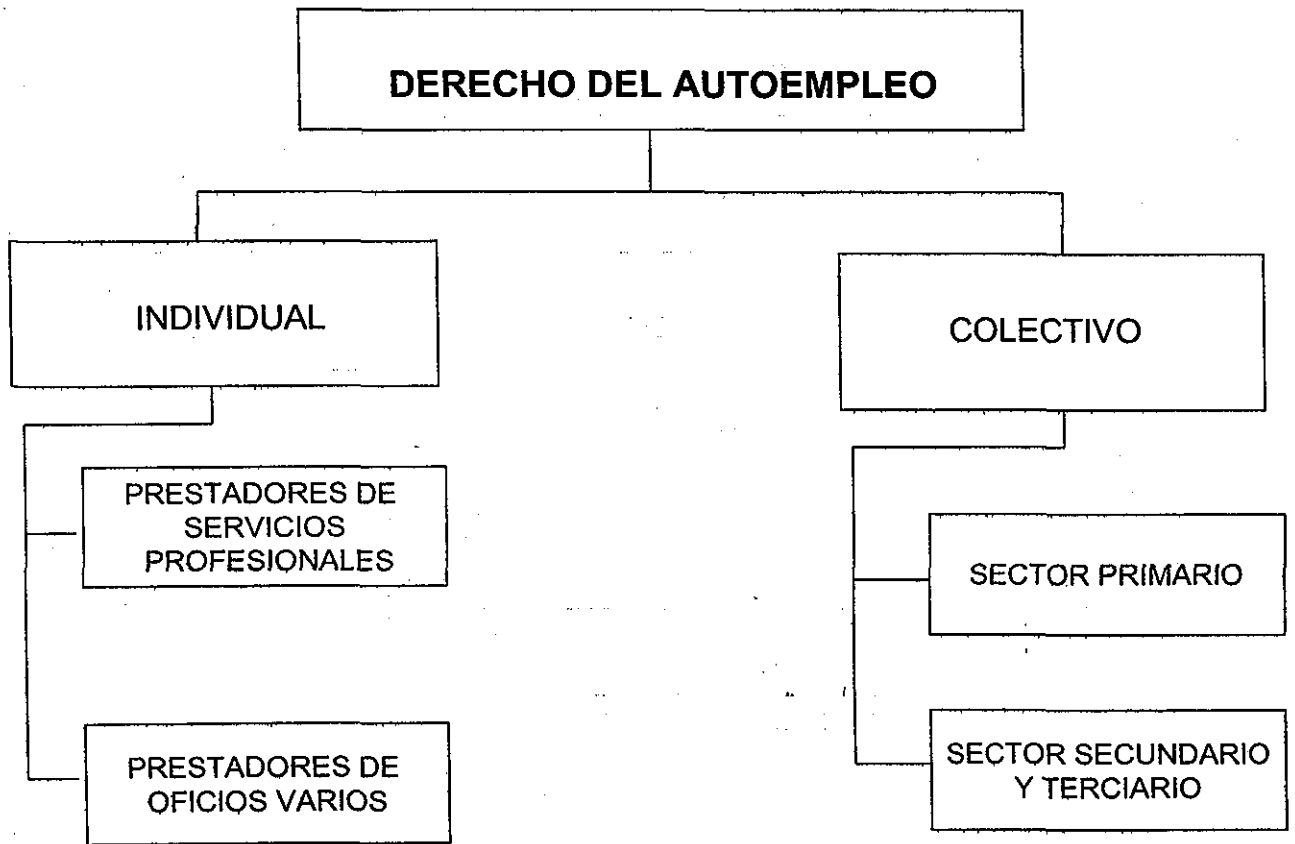 DERECHO DEL AUTOEMPLEO
INDIVIDUAL
PRESTADORES DE
SERVICIOS
PROFESIONALES
PRESTADORES DE
OFICIOS VARIOS
COLECTIVO
SECTOR PRIMARIO
SECTOR SECUNDARIO
Y TERCIARIO